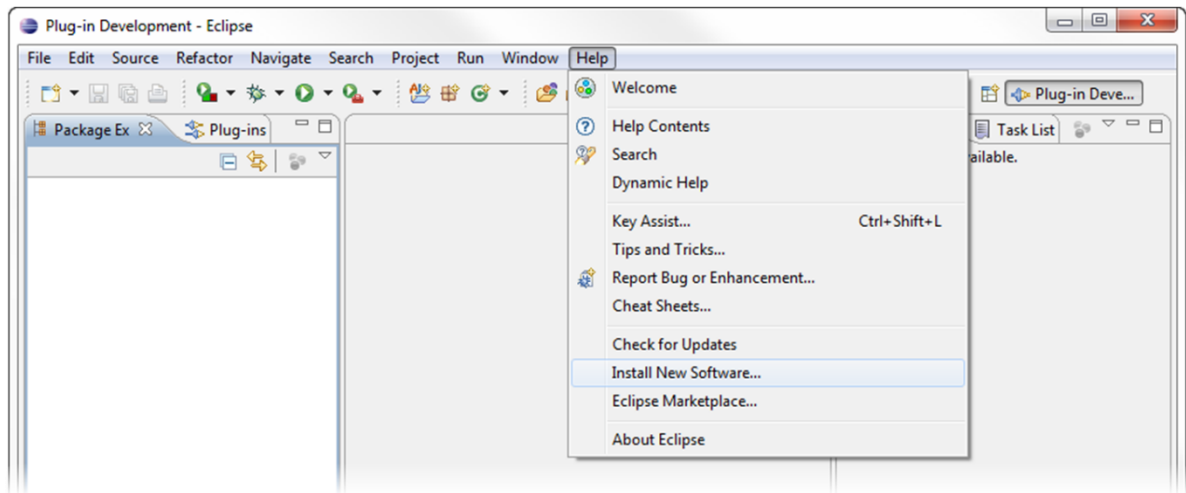 Plug-in Development - Eclipse
File Edit Source Refactor Navigate Search Project Run Window Help
Plug-in Deve...
Package Ex Plug-ins
Task List
Welcome
Help Contents
Search
Dynamic Help
Key Assist... Ctrl+Shift+L
Tips and Tricks...
Report Bug or Enhancement...
Cheat Sheets...
Check for Updates
Install New Software...
Eclipse Marketplace...
About Eclipse